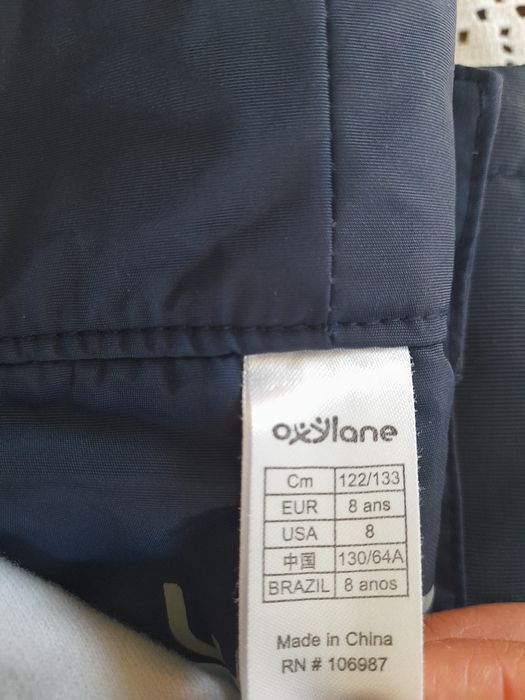 oxylane
Cm 122/133
EUR 8 ans
USA 8
中国 130/64A
BRAZIL 8 anos
Made in China
RN # 106987